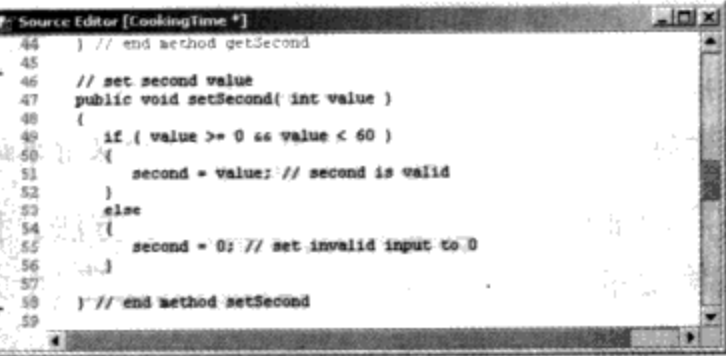 Source Editor [CookingTime *]
44 } // end method getSecond
45
46 // set second value
47 public void setSecond( int value )
48 {
49 if ( value >= 0 && value < 60 )
50 {
51 second = value; // second is valid
52 }
53 else
54 {
55 second = 0; // set invalid input to 0
56 }
57
58 } // end method setSecond
59